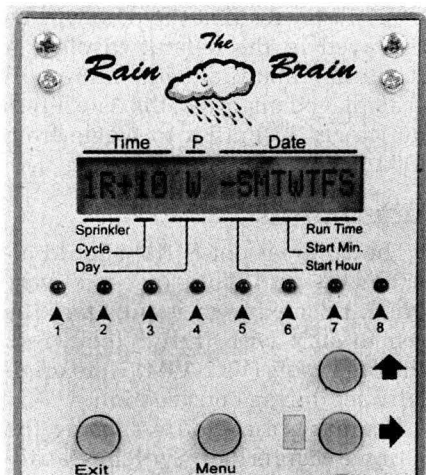 The
Rain Brain
Time P Date
1R+10 W -SMTWTFS
Sprinkler Run Time
Cycle Start Min.
Day Start Hour
1 2 3 4 5 6 7 8
Exit Menu